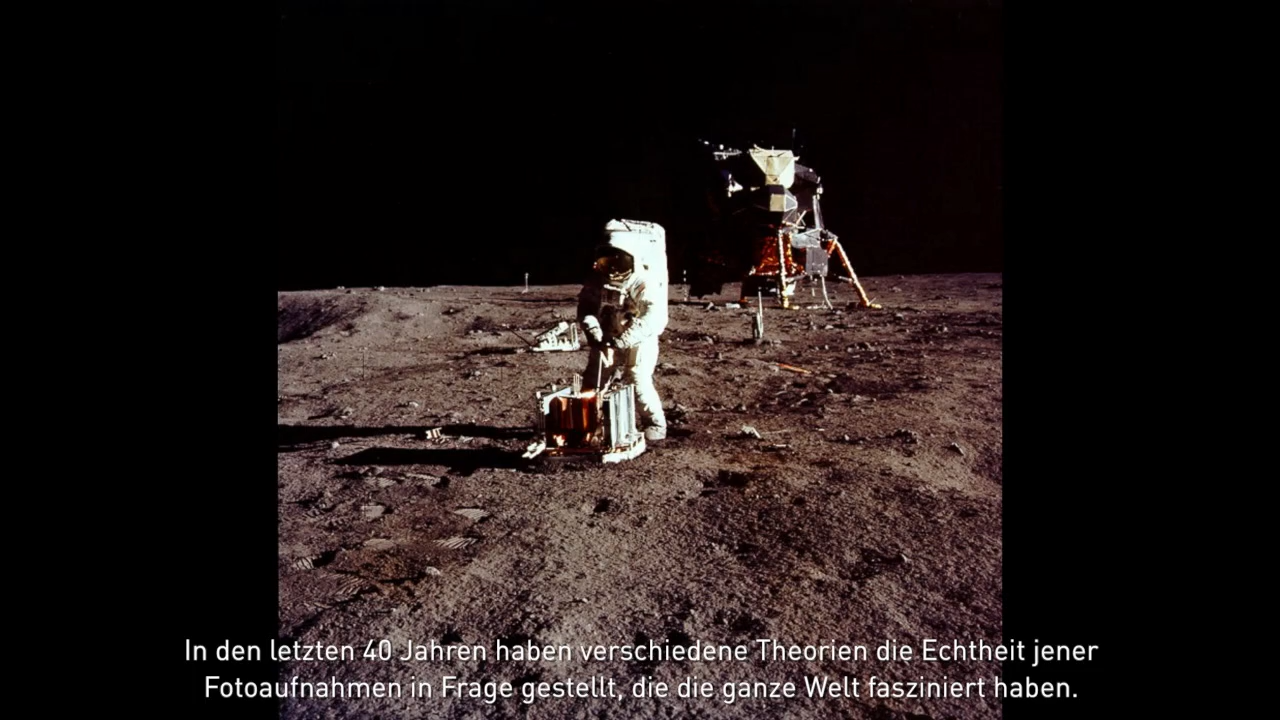 In den letzten 40 Jahren haben verschiedene Theorien die Echtheit jener
Fotoaufnahmen in Frage gestellt, die die ganze Welt fasziniert haben.